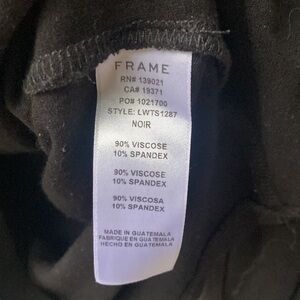 FRAME
RN# 139021
CA# 19371
PO# 1021700
STYLE: LWTS1287
NOIR
90% VISCOSE
10% SPANDEX
90% VISCOSE
10% SPANDEX
90% VISCOSA
10% SPANDEX
MADE IN GUATEMALA
FABRIQUE EN GUATEMALA
HECHO EN GUATEMALA